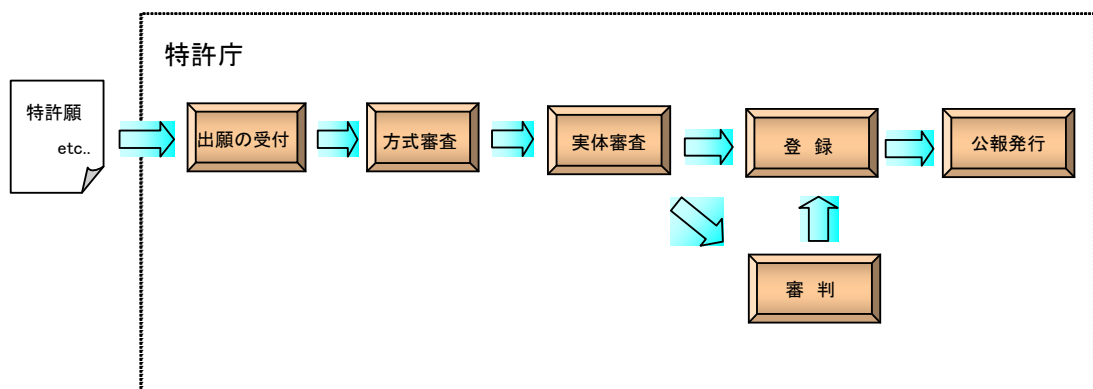 特許庁
特許願
etc..
出願の受付
方式審査
実体審査
登 録
公報発行
審 判